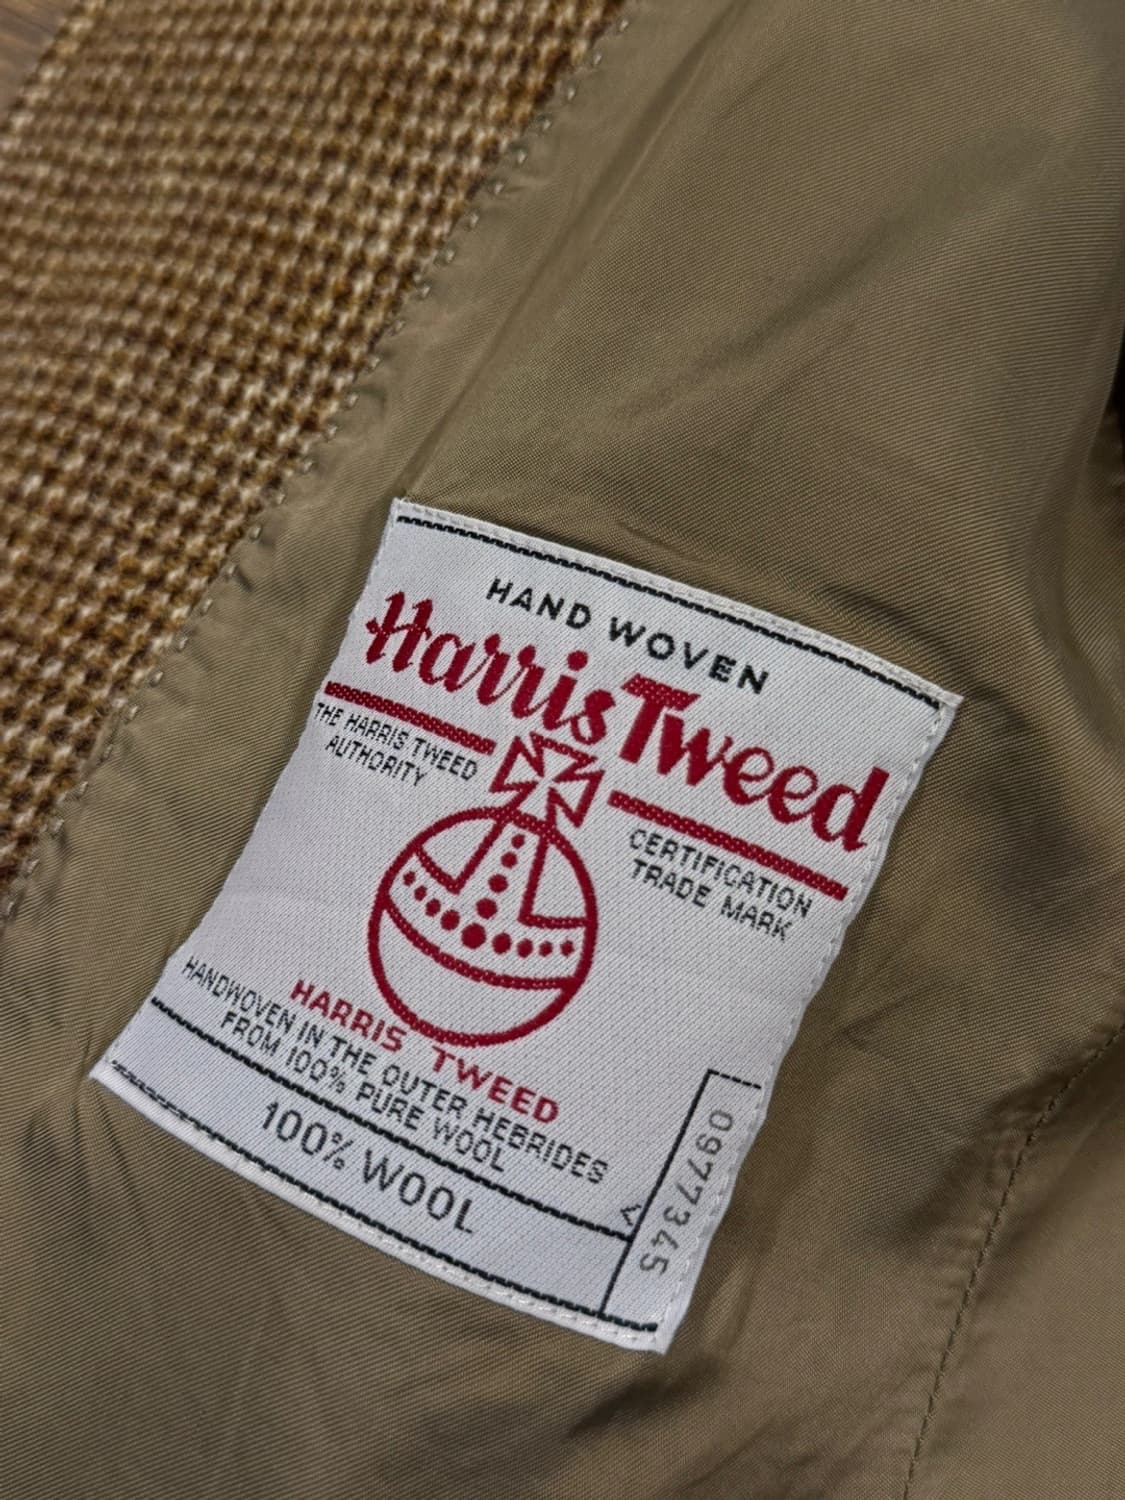 HAND WOVEN
Harris Tweed
THE HARRIS TWEED
AUTHORITY
CERTIFICATION
TRADE MARK
HARRIS TWEED
HANDWOVEN IN THE OUTER HEBRIDES
FROM 100% PURE WOOL
100% WOOL
V
0977345